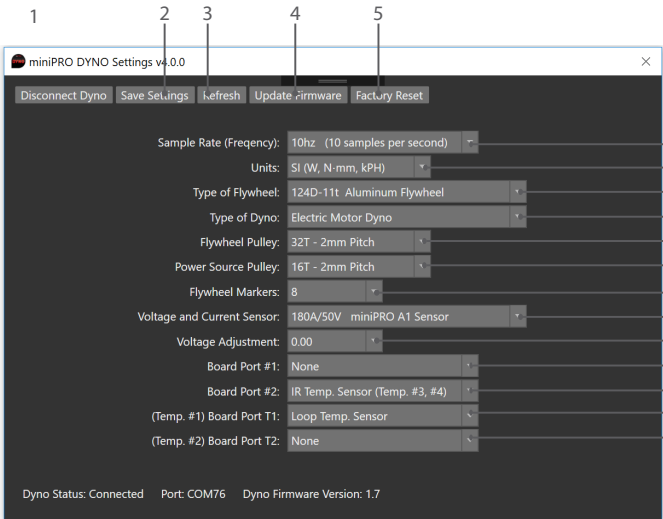 1 2 3 4 5
miniPRO DYNO Settings v4.0.0
Disconnect Dyno Save Settings Refresh Update Firmware Factory Reset
Sample Rate (Freqency): 10hz (10 samples per second)
Units: SI (W, N-mm, kPH)
Type of Flywheel: 124D-11t Aluminum Flywheel
Type of Dyno: Electric Motor Dyno
Flywheel Pulley: 32T - 2mm Pitch
Power Source Pulley: 16T - 2mm Pitch
Flywheel Markers: 8
Voltage and Current Sensor: 180A/50V miniPRO A1 Sensor
Voltage Adjustment: 0.00
Board Port #1: None
Board Port #2: IR Temp. Sensor (Temp. #3, #4)
(Temp. #1) Board Port T1: Loop Temp. Sensor
(Temp. #2) Board Port T2: None
Dyno Status: Connected Port: COM76 Dyno Firmware Version: 1.7